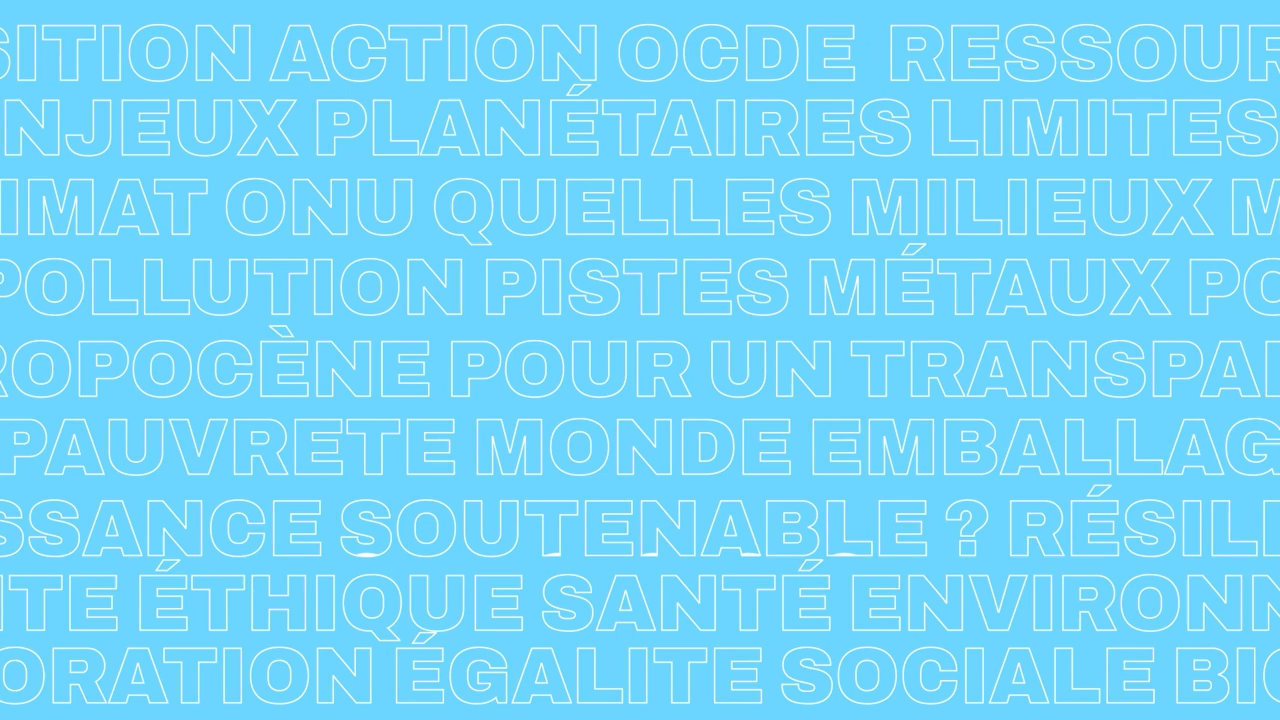 SITION ACTION OCDE RESSOUR
NJEUX PLANÉTAIRES LIMITES
IMAT ONU QUELLES MILIEUX M
POLLUTION PISTES MÉTAUX PO
ROPOCÈNE POUR UN TRANSPA
PAUVRETE MONDE EMBALLAG
SSANCE SOUTENABLE ? RÉSILI
ITE ÉTHIQUE SANTÉ ENVIRONN
ORATION ÉGALITE SOCIALE BIO